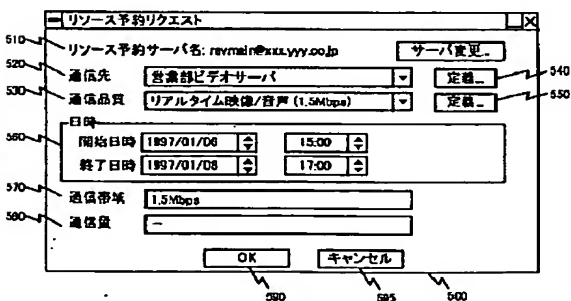 リソース予約リクエスト
510 リソース予約サーバ名: rsvmain@xxx.yyy.co.jp サーバ変更...
520 通信先 営業部ビデオサーバ 定義... 540
530 通信品質 リアルタイム映像/音声 (1.5Mbps) 定義... 550
日時
560 開始日時 1997/01/06 15:00
終了日時 1997/01/08 17:00
570 通信帯域 1.5Mbps
580 通信量 —
OK キャンセル
590 595 500